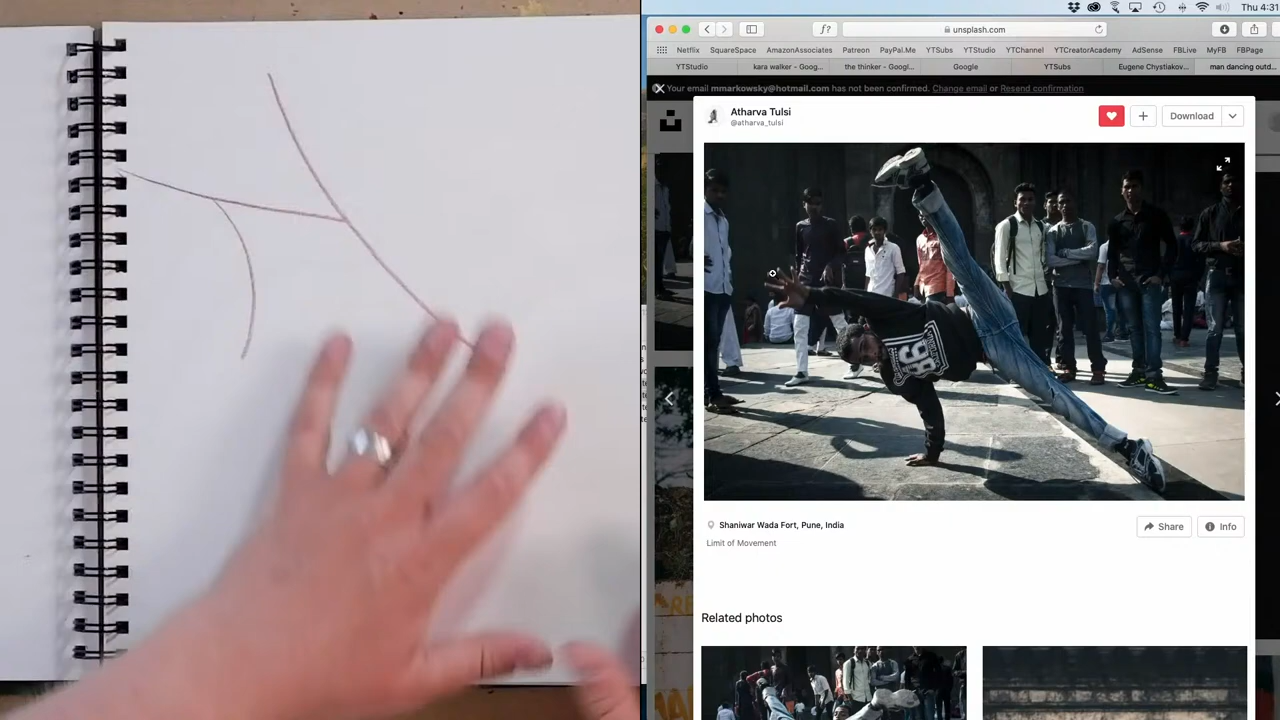 Thu 4:31
ƒ?
unsplash.com
Netflix SquareSpace AmazonAssociates Patreon PayPal.Me YTSubs YTStudio YTChannel YTCreatorAcademy AdSense FBLive MyFB FBPage
YTStudio kara walker - Goog... the thinker - Googl... Google YTSubs Eugene Chystiakov... man dancing outd...
Your email mmarkowsky@hotmail.com has not been confirmed. Change email or Resend confirmation
Atharva Tulsi
@atharva_tulsi
Download
98
Shaniwar Wada Fort, Pune, India
Share
Info
Limit of Movement
Related photos